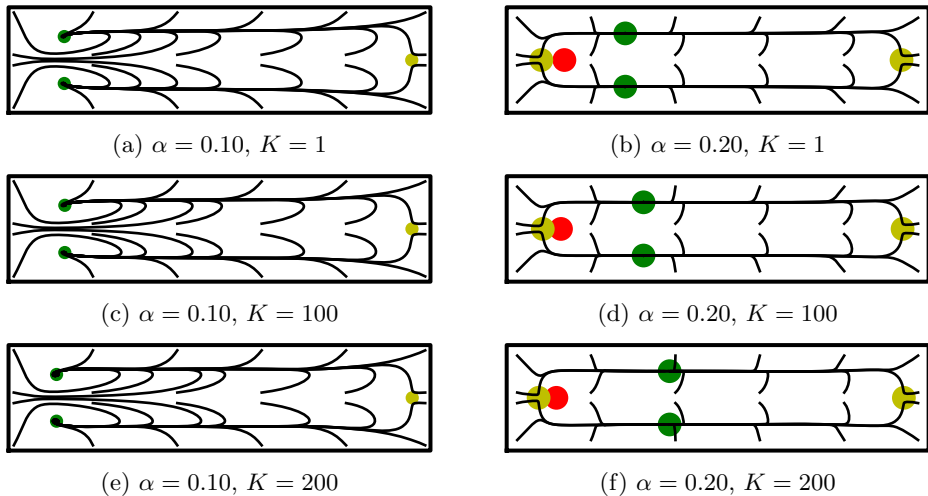 (a) α = 0.10, K = 1
(b) α = 0.20, K = 1
(c) α = 0.10, K = 100
(d) α = 0.20, K = 100
(e) α = 0.10, K = 200
(f) α = 0.20, K = 200